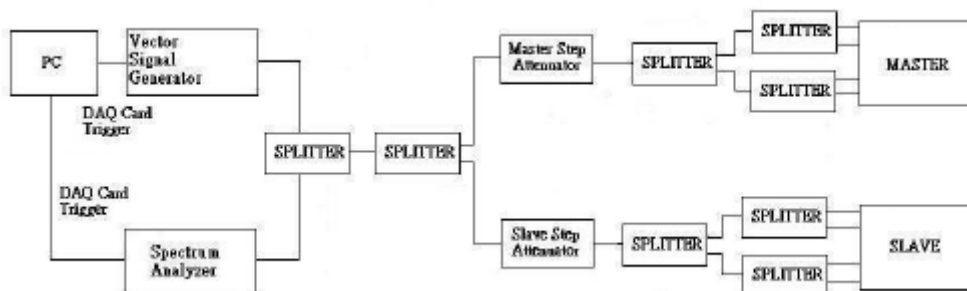 PC
Vector
Signal
Generator
DAQ Card
Trigger
DAQ Card
Trigger
Spectrum
Analyzer
SPLITTER
SPLITTER
Master Step
Attenuator
SPLITTER
SPLITTER
SPLITTER
MASTER
Slave Step
Attenuator
SPLITTER
SPLITTER
SPLITTER
SLAVE